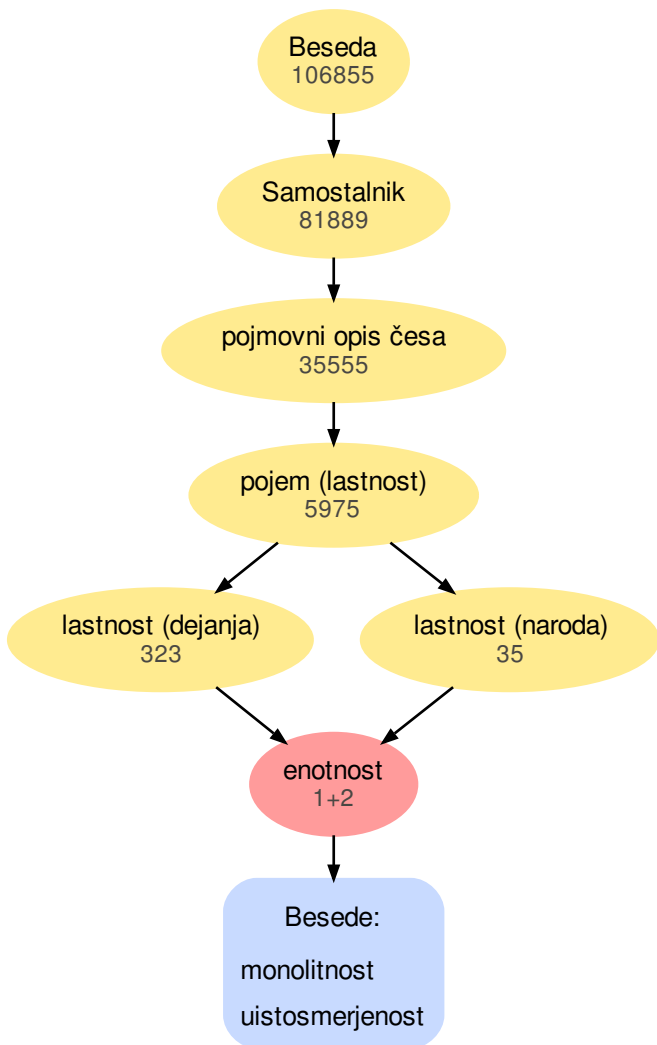 Beseda
106855
Samostalnik
81889
pojmovni opis česa
35555
pojem (lastnost)
5975
lastnost (dejanja)
323
lastnost (naroda)
35
enotnost
1+2
Besede:
monolitnost
uistosmerjenost